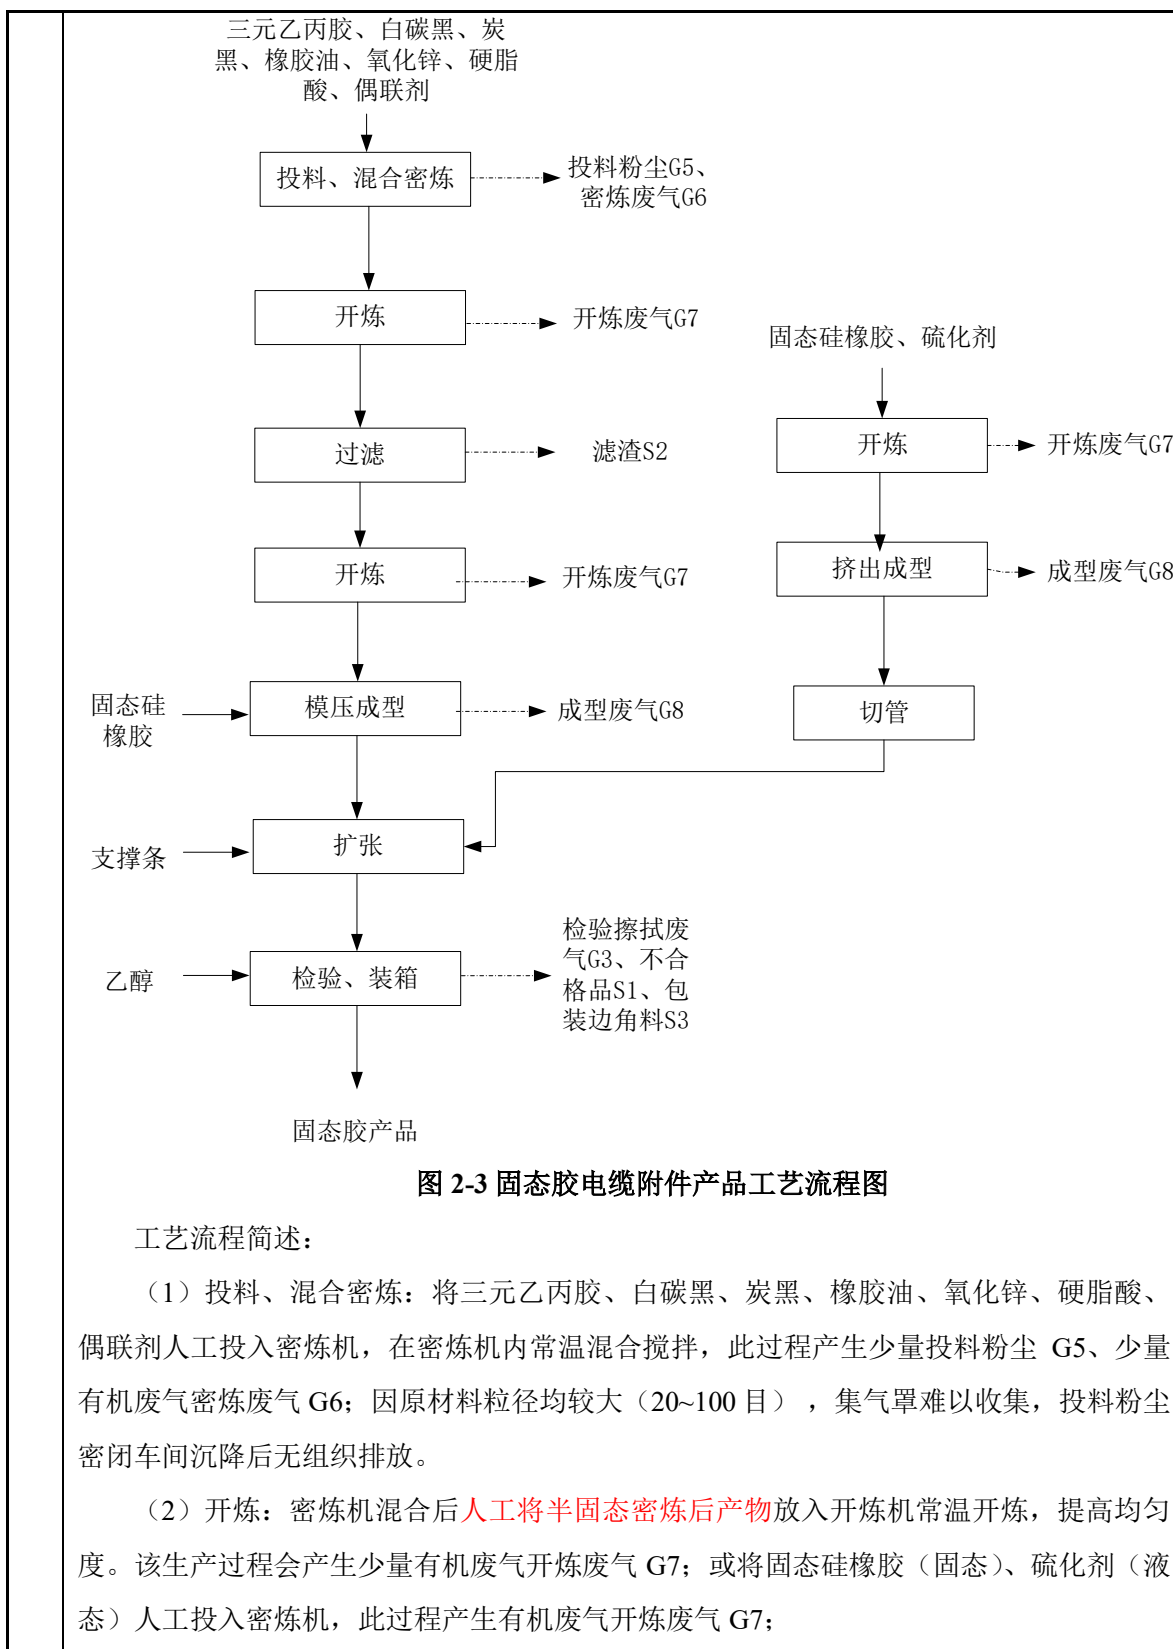 三元乙丙胶、白碳黑、炭
黑、橡胶油、氧化锌、硬脂
酸、偶联剂
投料、混合密炼
投料粉尘G5、
密炼废气G6
开炼
开炼废气G7
过滤
滤渣S2
开炼
开炼废气G7
固态硅
橡胶
模压成型
成型废气G8
固态硅橡胶、硫化剂
开炼
开炼废气G7
挤出成型
成型废气G8
切管
支撑条
扩张
乙醇
检验、装箱
检验擦拭废
气G3、不合
格品S1、包
装边角料S3
固态胶产品
图 2-3 固态胶电缆附件产品工艺流程图
工艺流程简述：
（1）投料、混合密炼：将三元乙丙胶、白碳黑、炭黑、橡胶油、氧化锌、硬脂酸、
偶联剂人工投入密炼机，在密炼机内常温混合搅拌，此过程产生少量投料粉尘 G5、少量
有机废气密炼废气 G6；因原材料粒径均较大（20~100 目），集气罩难以收集，投料粉尘
密闭车间沉降后无组织排放。
（2）开炼：密炼机混合后人工将半固态密炼后产物放入开炼机常温开炼，提高均匀
度。该生产过程会产生少量有机废气开炼废气 G7；或将固态硅橡胶（固态）、硫化剂（液
态）人工投入密炼机，此过程产生有机废气开炼废气 G7；